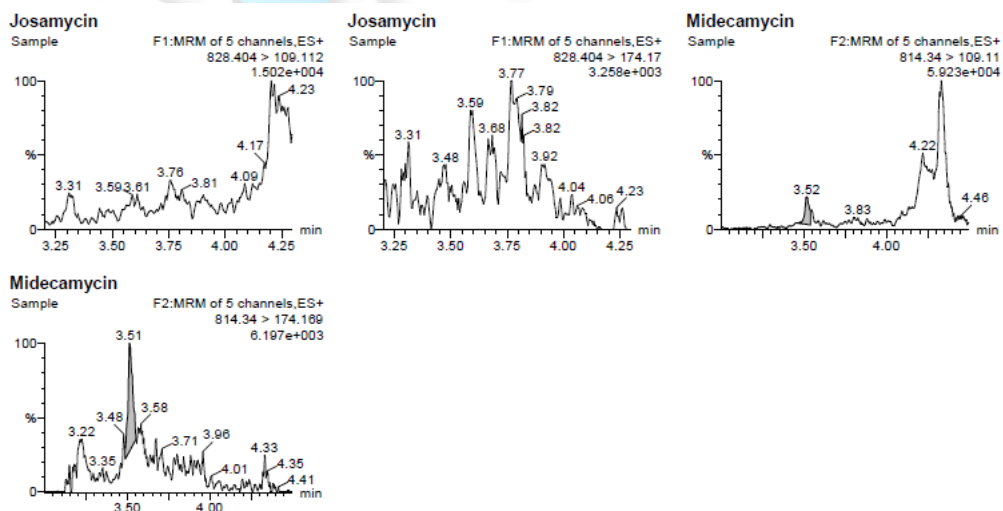 Josamycin
Sample
F1:MRM of 5 channels,ES+
828.404 > 109.112
1.502e+004
100
%
0
3.31
3.59
3.61
3.76
3.81
4.09
4.17
4.23
3.25 3.50 3.75 4.00 4.25 min
Josamycin
Sample
F1:MRM of 5 channels,ES+
828.404 > 174.17
3.258e+003
100
%
0
3.31
3.48
3.59
3.68
3.77
3.79
3.82
3.82
3.92
4.04
4.06
4.23
3.25 3.50 3.75 4.00 4.25 min
Midecamycin
Sample
F2:MRM of 5 channels,ES+
814.34 > 109.11
5.923e+004
100
%
0
3.52
3.83
4.22
4.46
3.50 4.00 min
Midecamycin
Sample
F2:MRM of 5 channels,ES+
814.34 > 174.169
6.197e+003
100
%
0
3.22
3.35
3.48
3.51
3.58
3.71
3.96
4.01
4.33
4.35
4.41
3.50 4.00 min